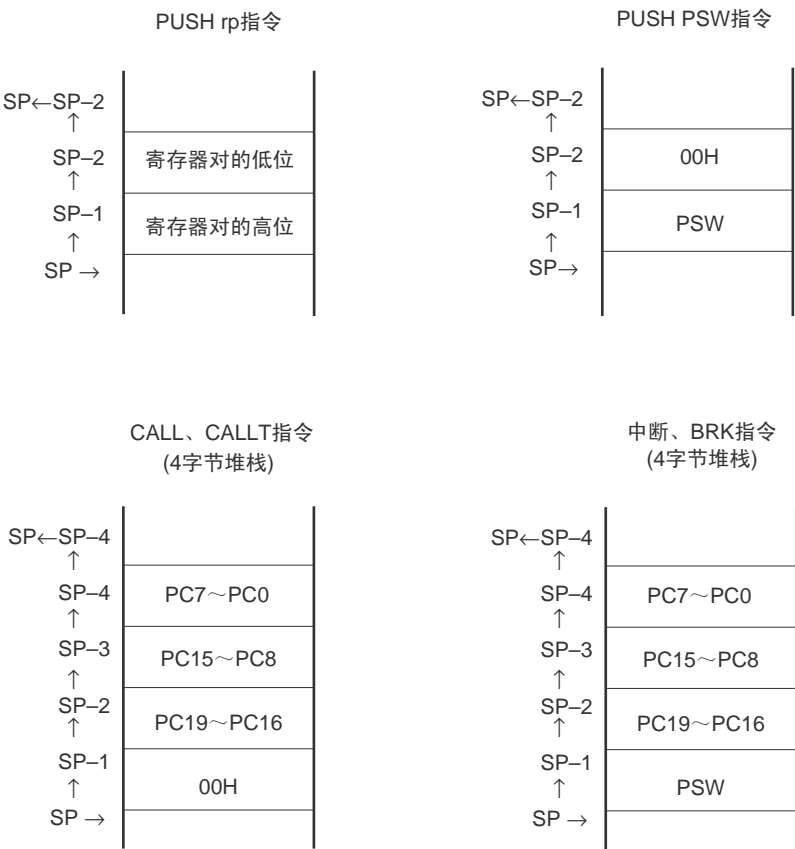 PUSH rp指令
SP←SP–2
↑
SP–2
寄存器对的低位
↑
SP–1
寄存器对的高位
↑
SP →
PUSH PSW指令
SP←SP–2
↑
SP–2
00H
↑
SP–1
PSW
↑
SP→
CALL、CALLT指令
(4字节堆栈)
SP←SP–4
↑
SP–4
PC7～PC0
↑
SP–3
PC15～PC8
↑
SP–2
PC19～PC16
↑
SP–1
00H
↑
SP →
中断、BRK指令
(4字节堆栈)
SP←SP–4
↑
SP–4
PC7～PC0
↑
SP–3
PC15～PC8
↑
SP–2
PC19～PC16
↑
SP–1
PSW
↑
SP →